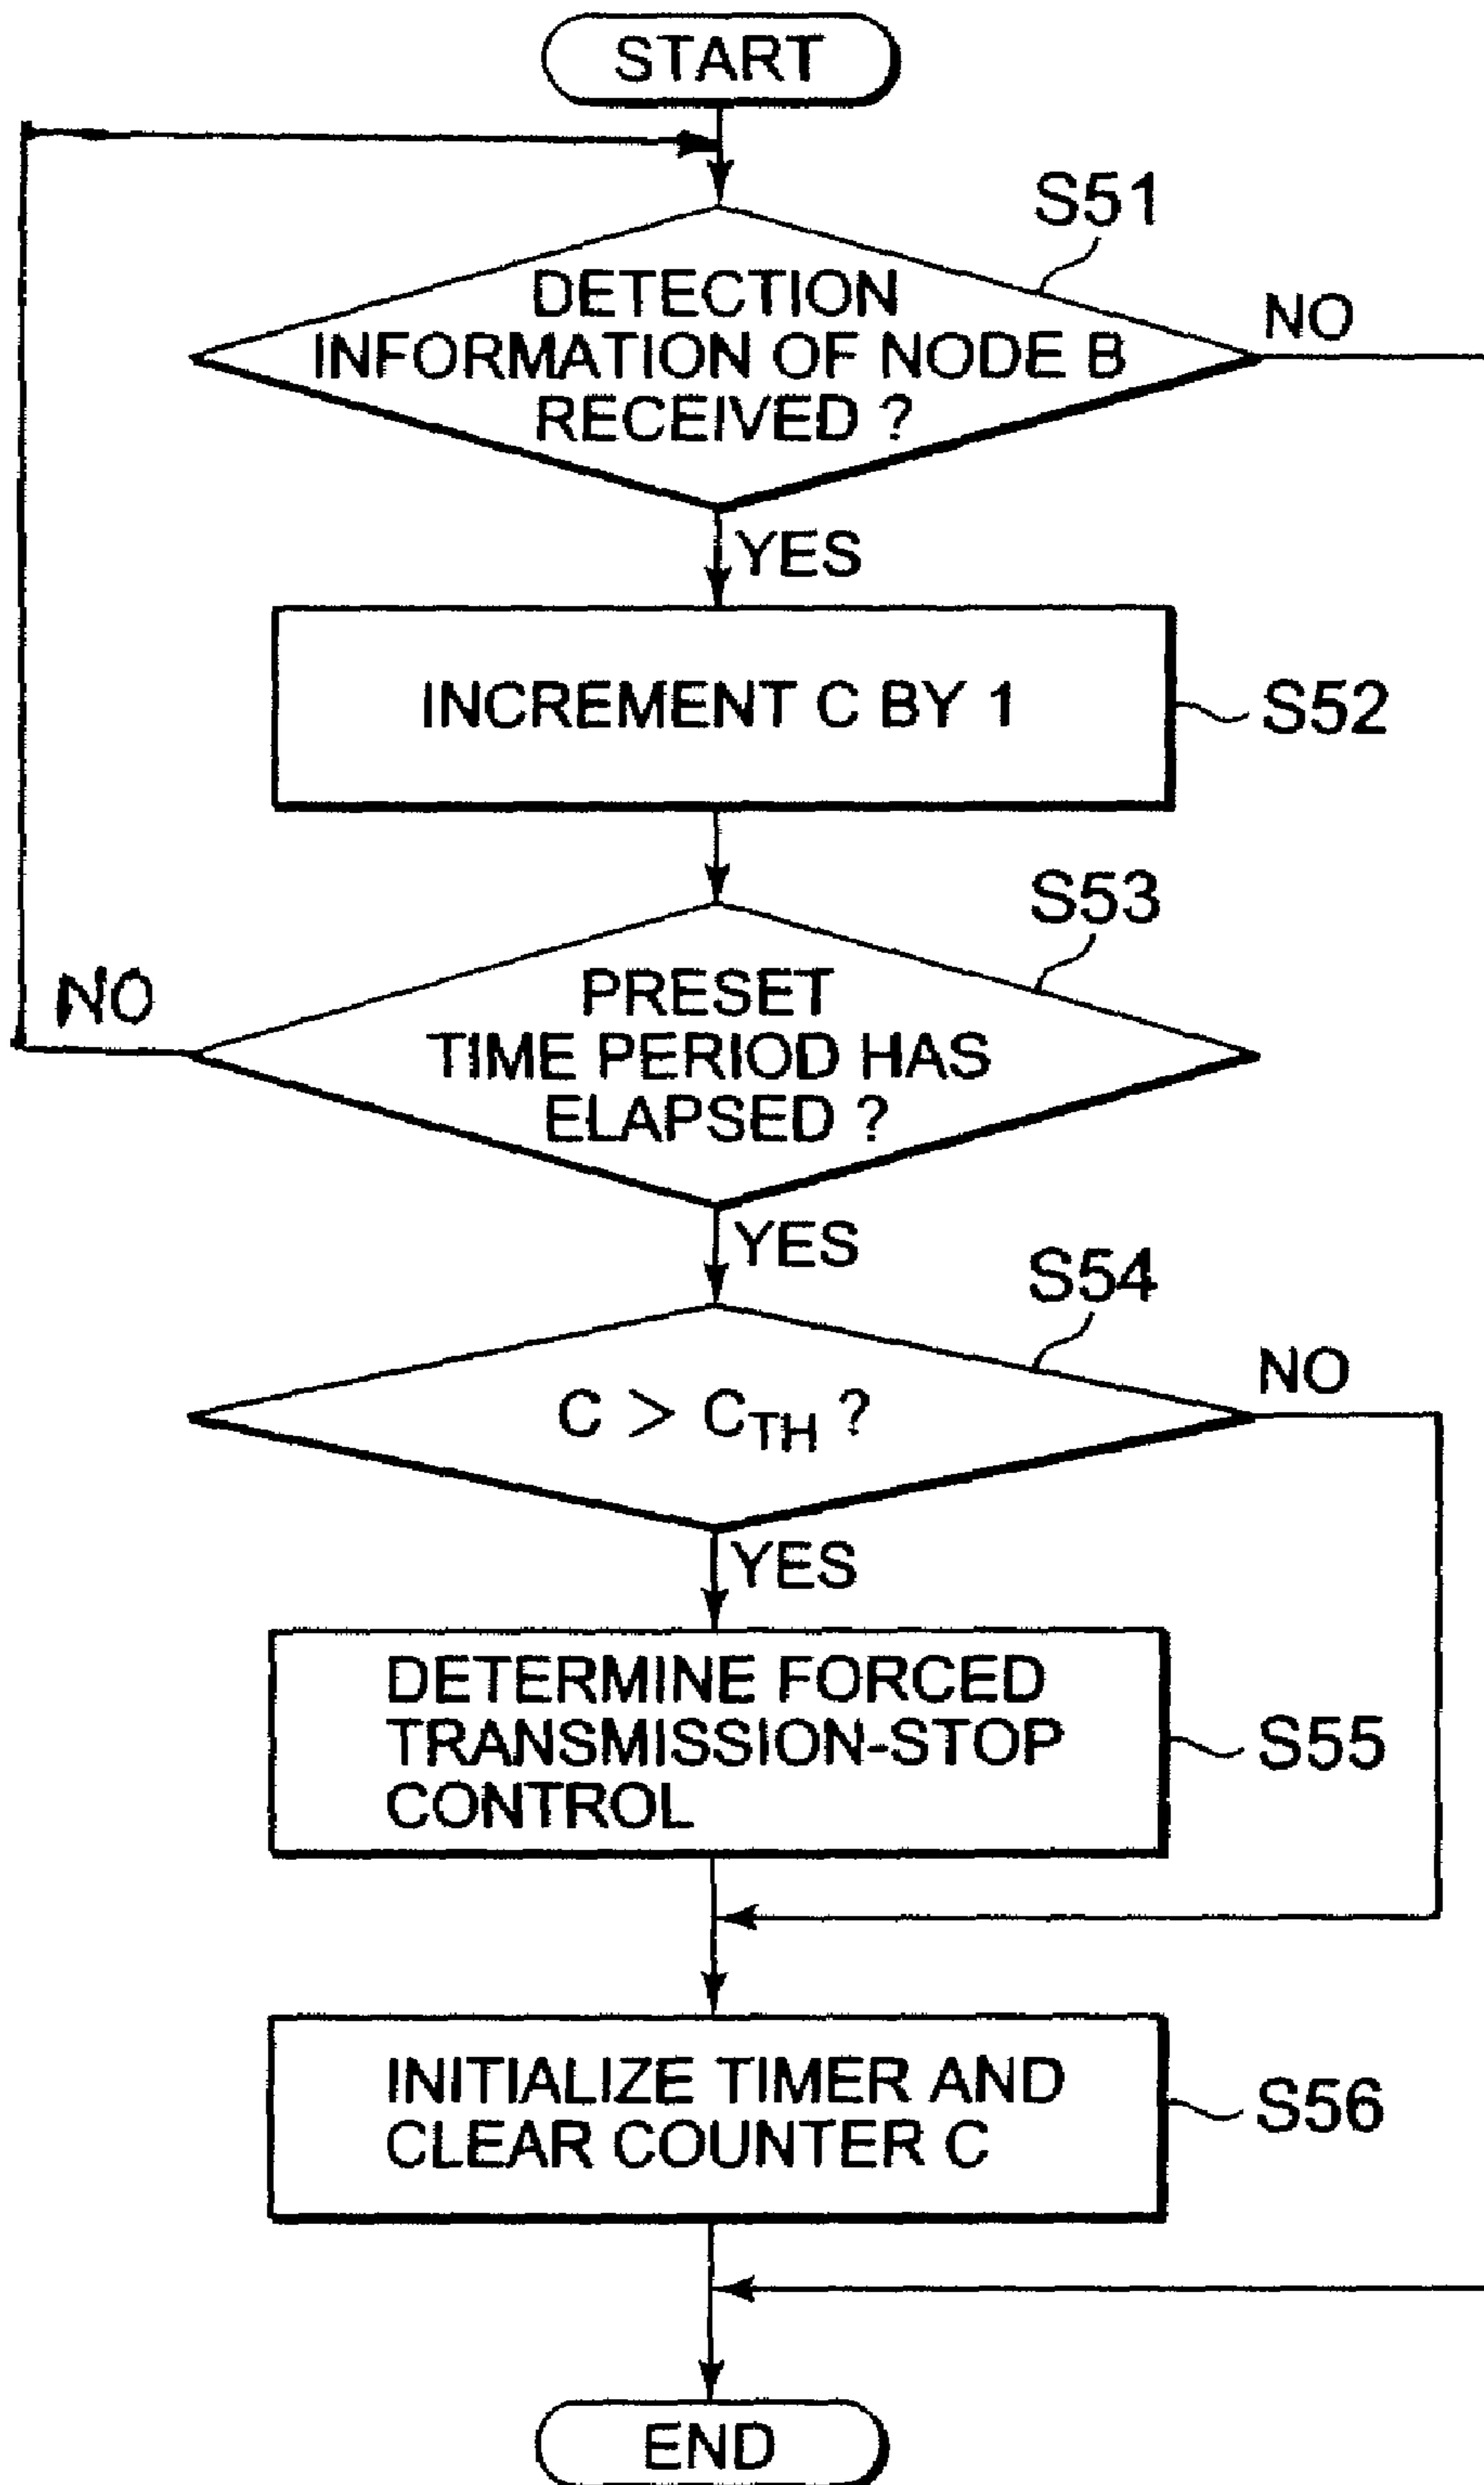 START
S51
DETECTION
INFORMATION OF NODE B
RECEIVED ?
NO
YES
INCREMENT C BY 1
S52
S53
PRESET
TIME PERIOD HAS
ELAPSED ?
NO
YES
S54
C > C_TH ?
NO
YES
DETERMINE FORCED
TRANSMISSION-STOP
CONTROL
S55
INITIALIZE TIMER AND
CLEAR COUNTER C
S56
END